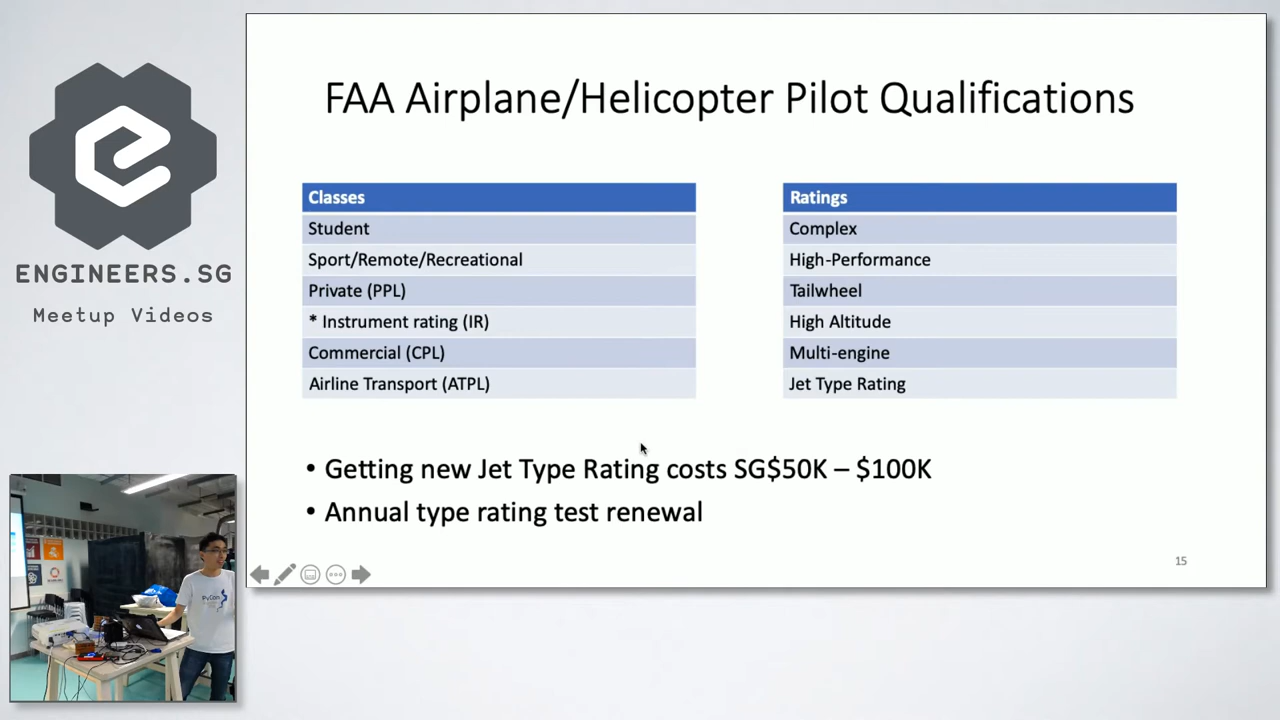 ENGINEERS.SG
Meetup Videos
FAA Airplane/Helicopter Pilot Qualifications
Classes
Student
Sport/Remote/Recreational
Private (PPL)
* Instrument rating (IR)
Commercial (CPL)
Airline Transport (ATPL)
Ratings
Complex
High-Performance
Tailwheel
High Altitude
Multi-engine
Jet Type Rating
• Getting new Jet Type Rating costs SG$50K – $100K
• Annual type rating test renewal
15
PyCon